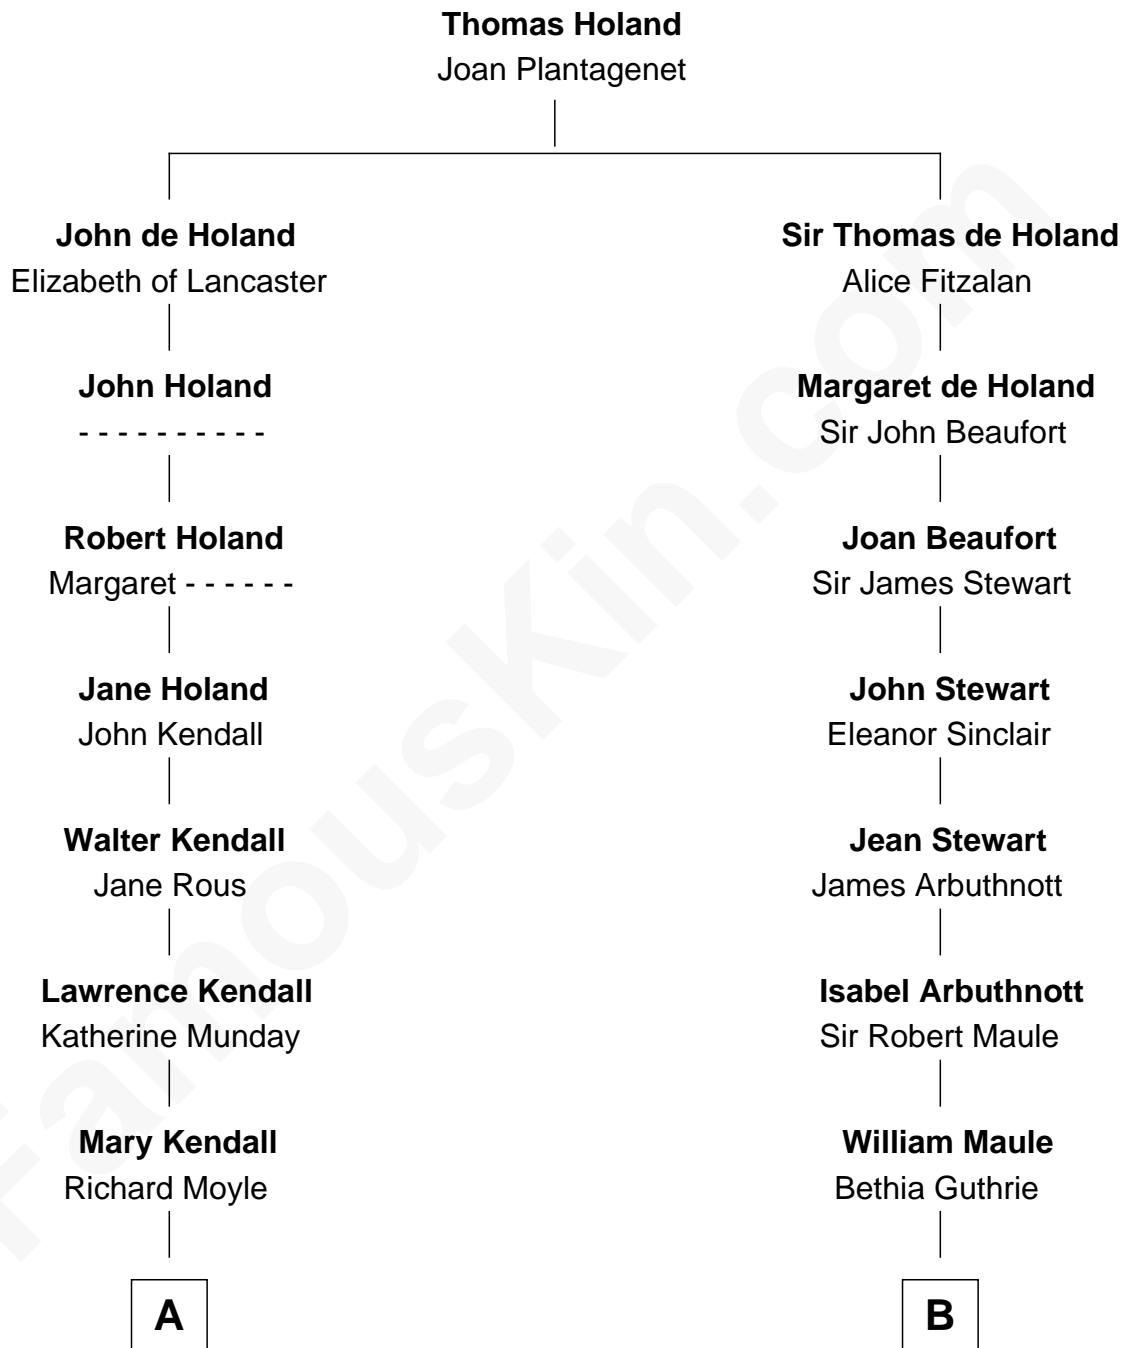 Thomas Holand
Joan Plantagenet
John de Holand
Elizabeth of Lancaster
Sir Thomas de Holand
Alice Fitzalan
John Holand
- - - - - - - - - -
Margaret de Holand
Sir John Beaufort
Robert Holand
Margaret - - - - - -
Joan Beaufort
Sir James Stewart
Jane Holand
John Kendall
John Stewart
Eleanor Sinclair
Walter Kendall
Jane Rous
Jean Stewart
James Arbuthnott
Lawrence Kendall
Katherine Munday
Isabel Arbuthnott
Sir Robert Maule
Mary Kendall
Richard Moyle
William Maule
Bethia Guthrie
A
B
FamousKin.com